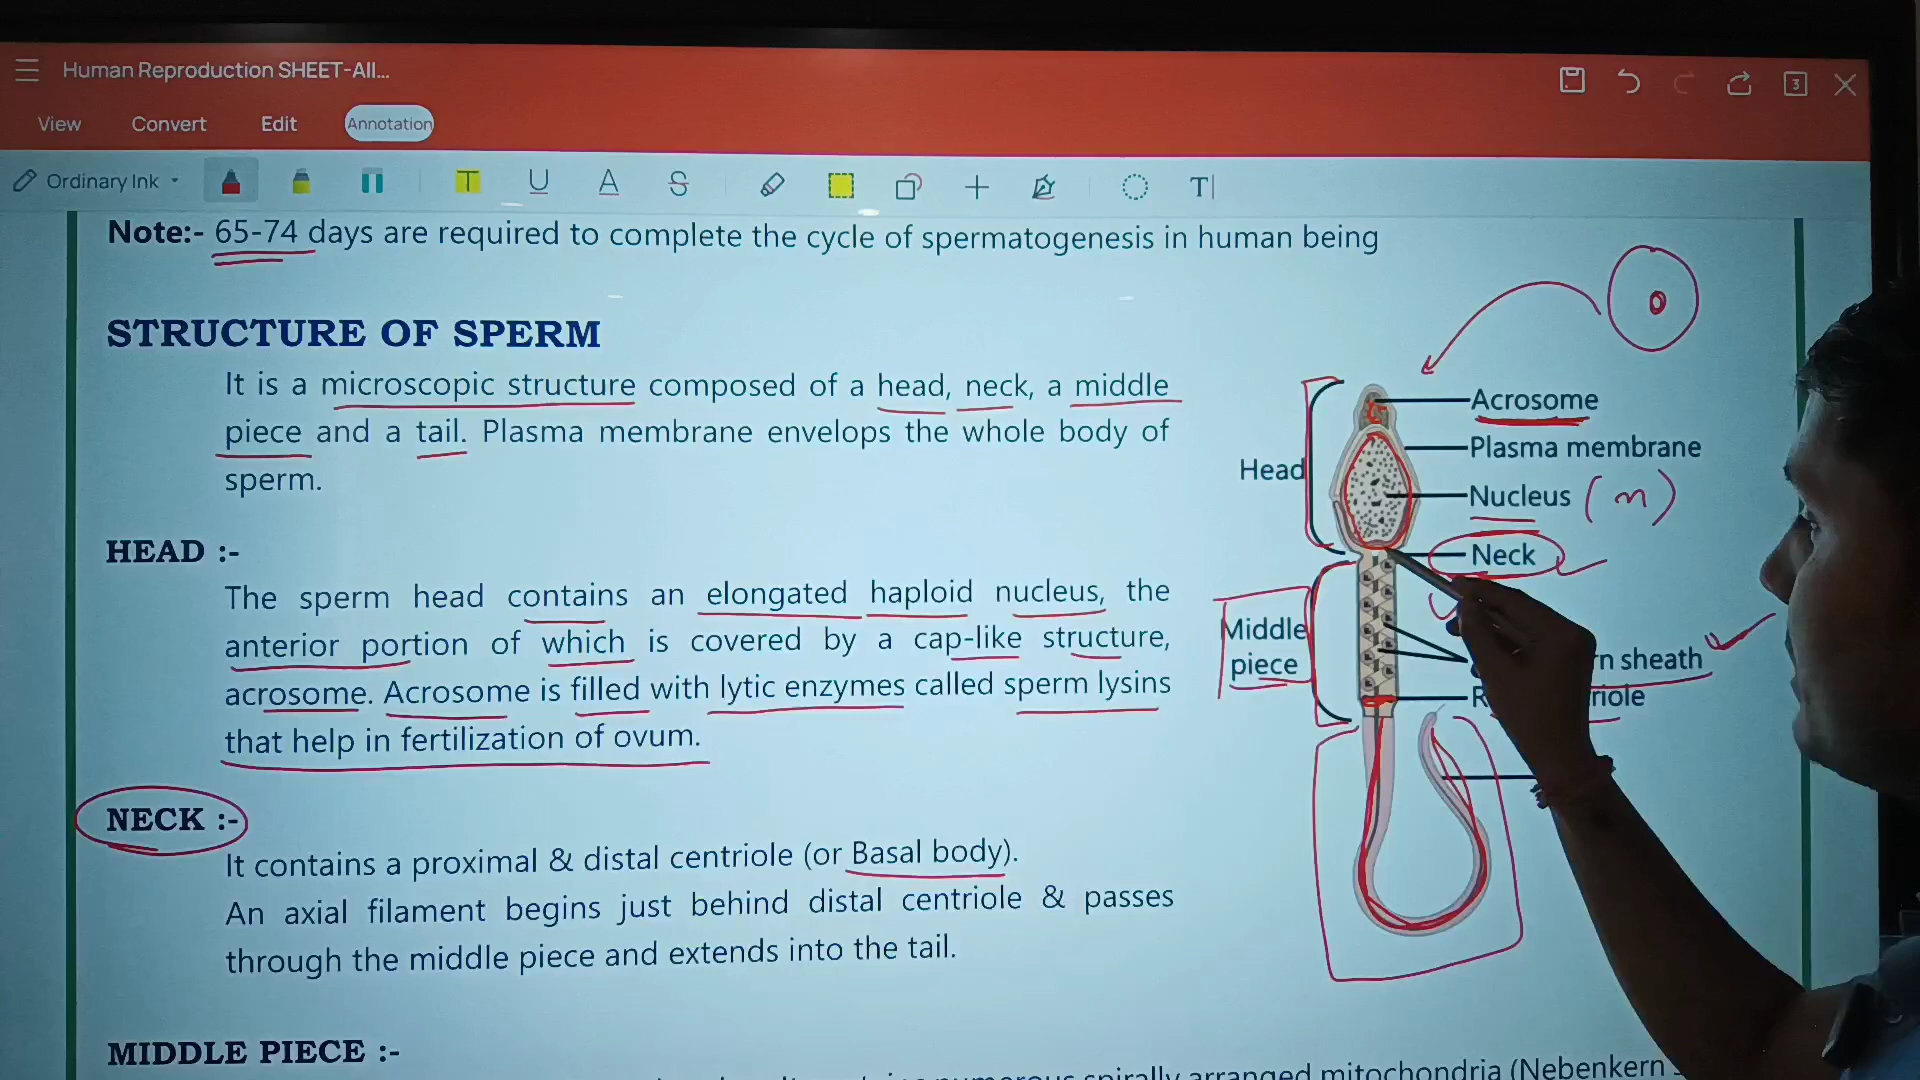 Human Reproduction SHEET-All...
3
View Convert Edit Annotation
Ordinary Ink
T U A S T
Note:- 65-74 days are required to complete the cycle of spermatogenesis in human being
STRUCTURE OF SPERM
It is a microscopic structure composed of a head, neck, a middle
piece and a tail. Plasma membrane envelops the whole body of
sperm.
HEAD :-
The sperm head contains an elongated haploid nucleus, the
anterior portion of which is covered by a cap-like structure,
acrosome. Acrosome is filled with lytic enzymes called sperm lysins
that help in fertilization of ovum.
NECK :-
It contains a proximal & distal centriole (or Basal body).
An axial filament begins just behind distal centriole & passes
through the middle piece and extends into the tail.
MIDDLE PIECE :-
spirally arranged mitochondria (Nebenkern
Acrosome
Plasma membrane
Head
Nucleus (n)
Neck
Middle
piece
sheath